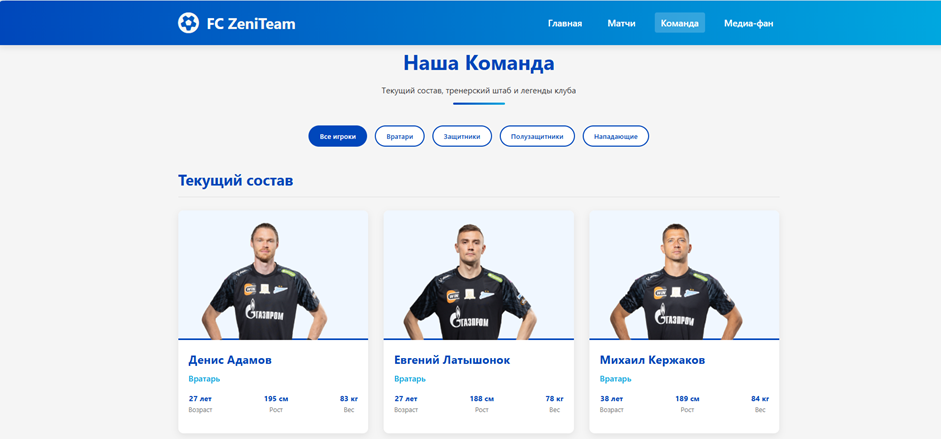 FC ZeniTeam Главная Матчи Команда Медиа-фан
Наша Команда
Текущий состав, тренерский штаб и легенды клуба
Все игроки Вратари Защитники Полузащитники Нападающие
Текущий состав
ГАЗПРОМ ГАЗПРОМ ГАЗПРОМ
Денис Адамов Евгений Латышонок Михаил Кержаков
Вратарь Вратарь Вратарь
27 лет 195 см 83 кг 27 лет 188 см 78 кг 38 лет 189 см 84 кг
Возраст Рост Вес Возраст Рост Вес Возраст Рост Вес